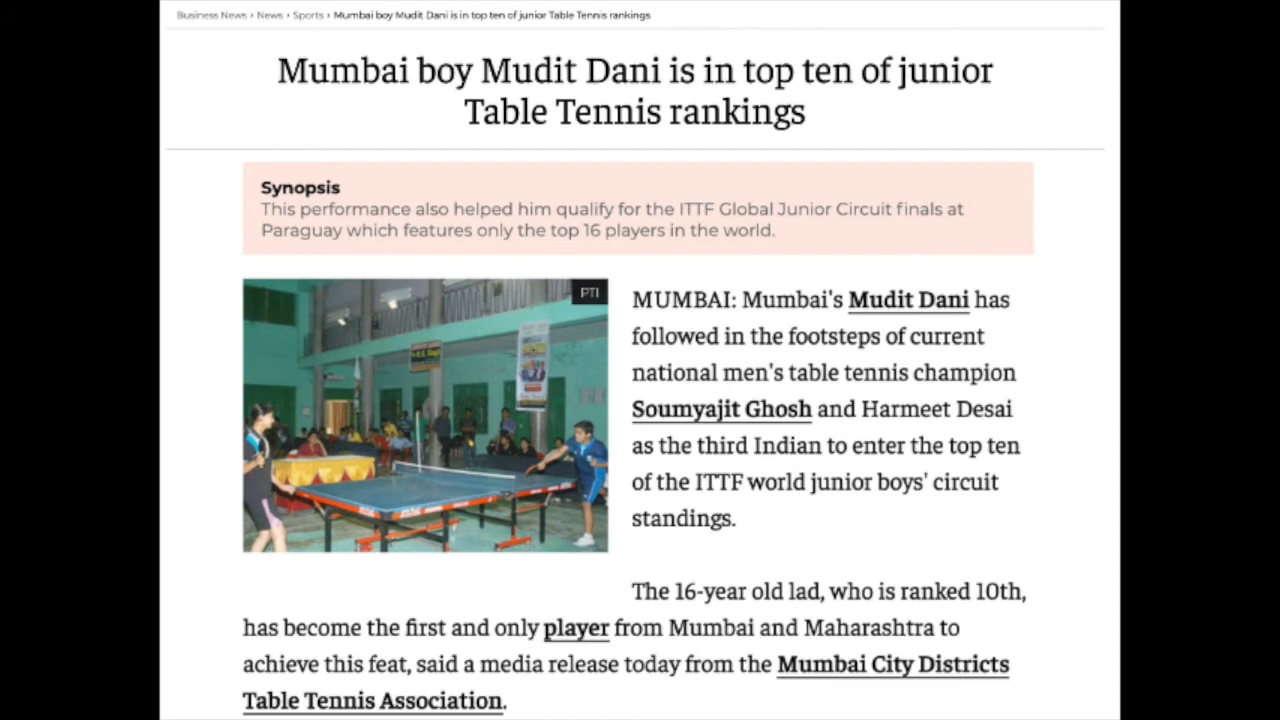 Business News › News › Sports › Mumbai boy Mudit Dani is in top ten of junior Table Tennis rankings
Mumbai boy Mudit Dani is in top ten of junior
Table Tennis rankings
Synopsis
This performance also helped him qualify for the ITTF Global Junior Circuit finals at
Paraguay which features only the top 16 players in the world.
PTI
MUMBAI: Mumbai's Mudit Dani has
followed in the footsteps of current
national men's table tennis champion
Soumyajit Ghosh and Harmeet Desai
as the third Indian to enter the top ten
of the ITTF world junior boys' circuit
standings.
The 16-year old lad, who is ranked 10th,
has become the first and only player from Mumbai and Maharashtra to
achieve this feat, said a media release today from the Mumbai City Districts
Table Tennis Association.